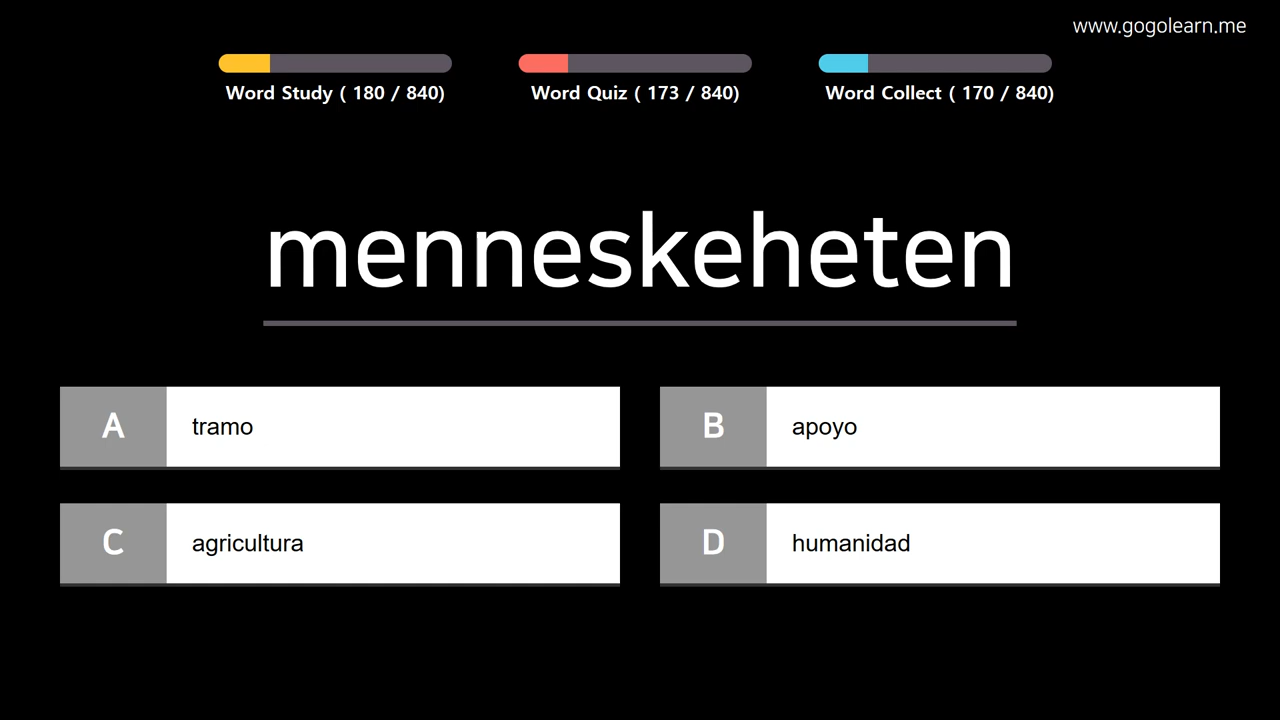 www.gogolearn.me
Word Study ( 180 / 840)
Word Quiz ( 173 / 840)
Word Collect ( 170 / 840)
menneskeheten
A tramo
B apoyo
C agricultura
D humanidad